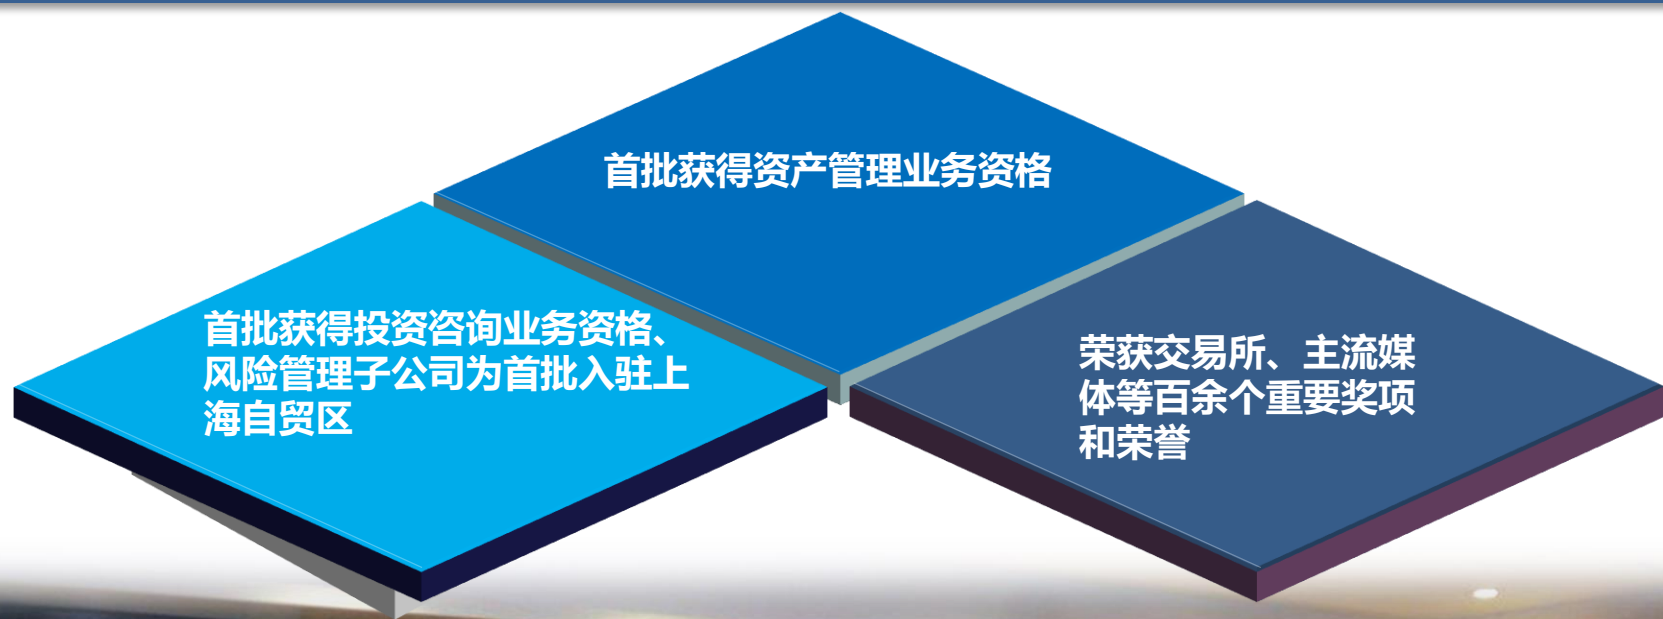 首批获得资产管理业务资格
首批获得投资咨询业务资格、
风险管理子公司为首批入驻上
海自贸区
荣获交易所、主流媒
体等百余个重要奖项
和荣誉